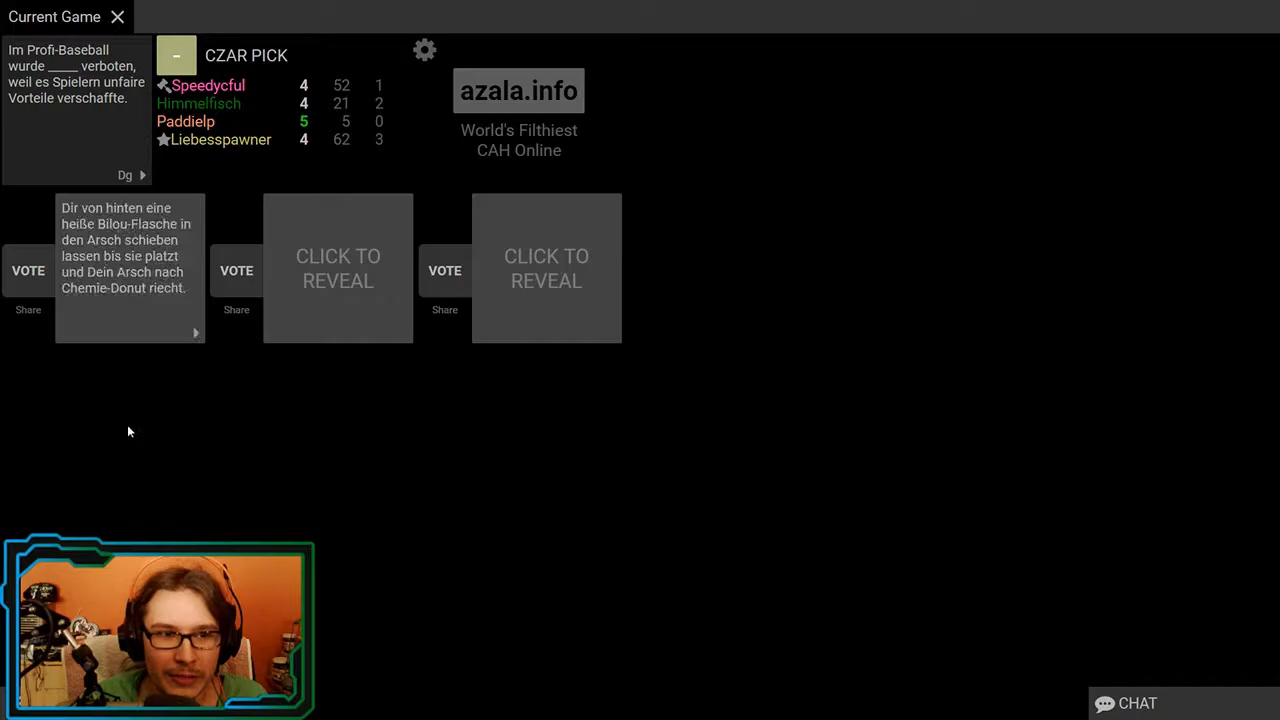 Current Game
Im Profi-Baseball
wurde _____ verboten,
weil es Spielern unfaire
Vorteile verschaffte.
Dg
-
CZAR PICK
Speedycful 4 52 1
Himmelfisch 4 21 2
Paddielp 5 5 0
Liebesspawner 4 62 3
azala.info
World's Filthiest
CAH Online
VOTE
Share
Dir von hinten eine
heiße Bilou-Flasche in
den Arsch schieben
lassen bis sie platzt
und Dein Arsch nach
Chemie-Donut riecht.
VOTE
Share
CLICK TO
REVEAL
VOTE
Share
CLICK TO
REVEAL
CHAT